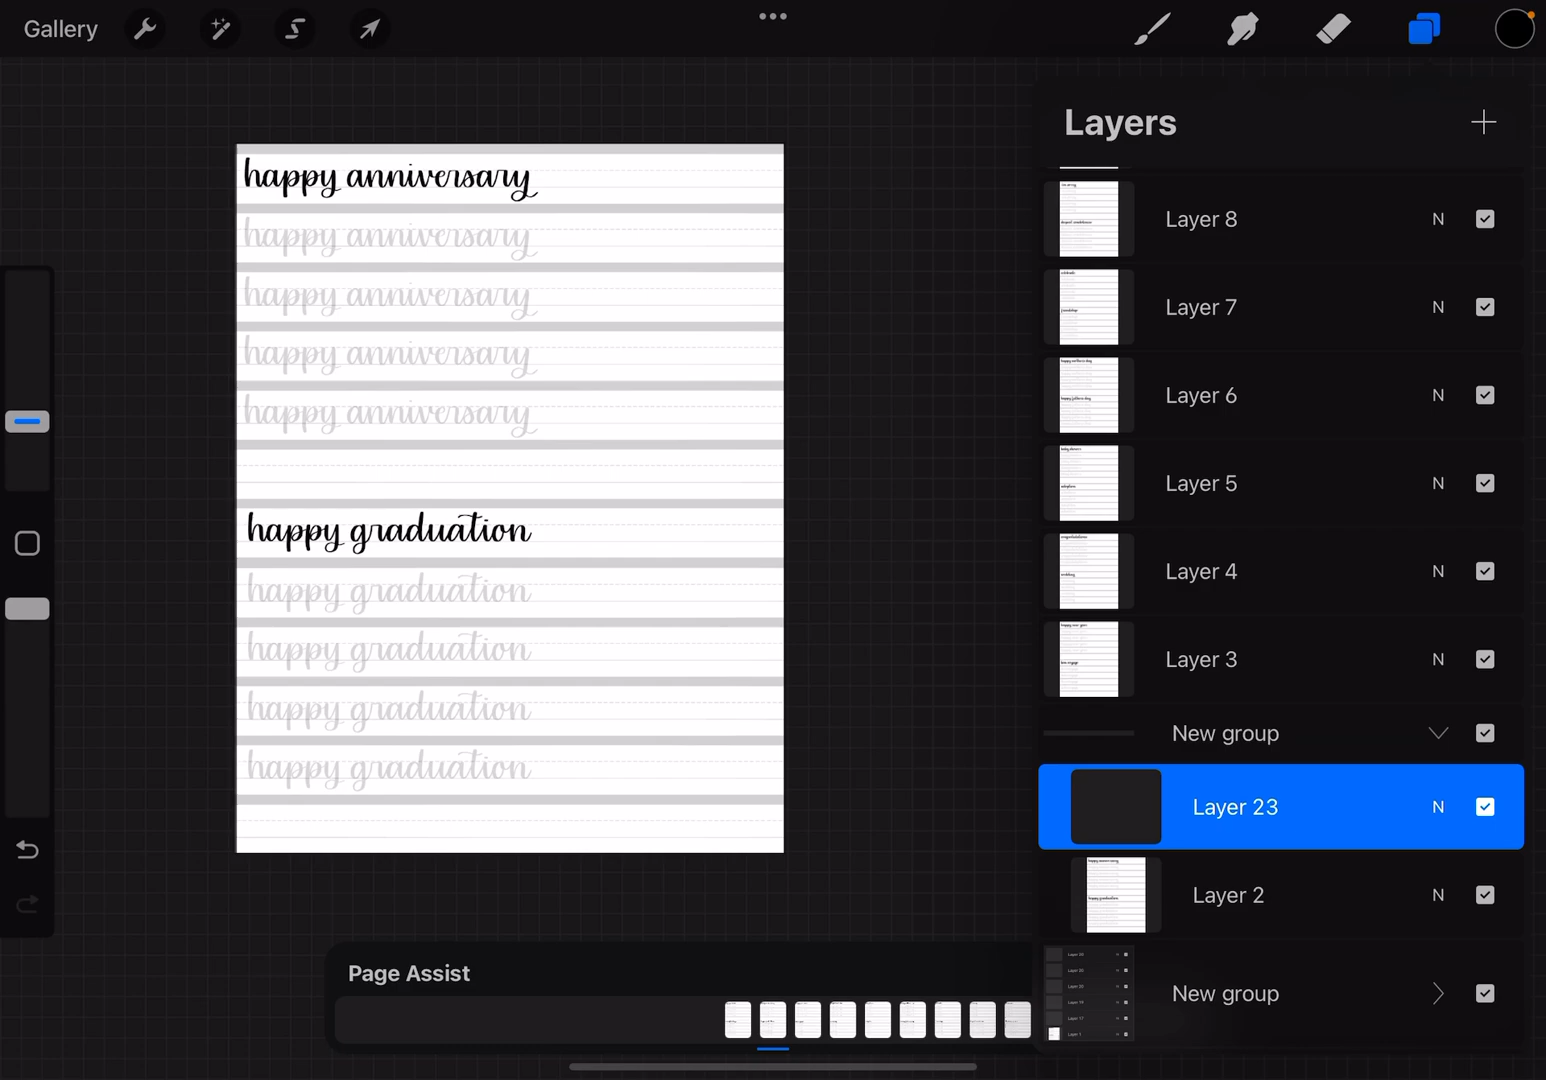 Gallery
Layers
happy anniversary
happy anniversary
happy anniversary
happy anniversary
happy anniversary
happy graduation
happy graduation
happy graduation
happy graduation
happy graduation
Layer 8 N
Layer 7 N
Layer 6 N
Layer 5 N
Layer 4 N
Layer 3 N
New group
Layer 23 N
Layer 2 N
New group
Page Assist